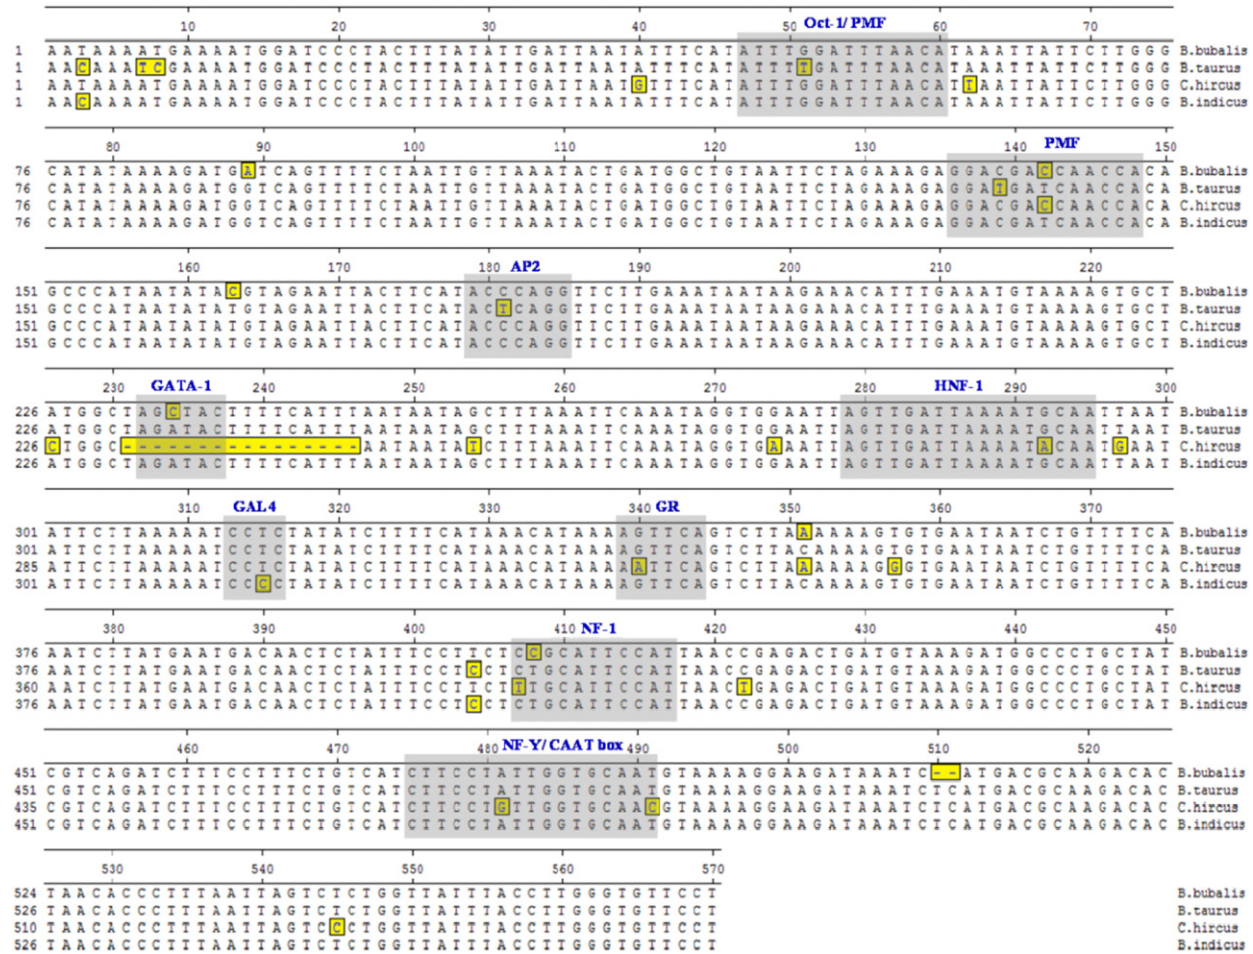 10 20 30 40 50 60 70
Oct-1/ PMF
1 AATAAAATGAAAATGGATCCCTACTTTATATTGATTAATATTTCATATTTGGATTTAACATAAATTATTCTTGGG B.bubalis
1 AACAAATCGAAAATGGATCCCTACTTTATATTGATTAATATTTCATATTTTGATTTAACATAAATTATTCTTGGG B.taurus
1 AATAAAATGAAAATGGATCCCTACTTTATATTGATTAATGTTTCATATTTGGATTTAACATTAATTATTCTTGGG C.hircus
1 AACAAAATGAAAATGGATCCCTACTTTATATTGATTAATATTTCATATTTGGATTTAACATAAATTATTCTTGGG B.indicus
80 90 100 110 120 130 140 150
PMF
76 CATATAAAAGATGATCAGTTTTCTAATTGTTAAATACTGATGGCTGTAATTCTAGAAAGAGGACGACCAACCACA B.bubalis
76 CATATAAAAGATGGTCAGTTTTCTAATTGTTAAATACTGATGGCTGTAATTCTAGAAAGAGGATGATCAACCACA B.taurus
76 CATATAAAAGATGGTCAGTTTTCTAATTGTTAAATACTGATGGCTGTAATTCTAGAAAGAGGACGACCAACCACA C.hircus
76 CATATAAAAGATGGTCAGTTTTCTAATTGTTAAATACTGATGGCTGTAATTCTAGAAAGAGGACGATCAACCACA B.indicus
160 170 180 190 200 210 220
AP2
151 GCCCATAATATACGTAGAATTACTTCATACCCAGGTTCTTGAAATAATAAGAAACATTTGAAATGTAAAAGTGCT B.bubalis
151 GCCCATAATATATGTAGAATTACTTCATACTCAGGTTCTTGAAATAATAAGAAACATTTGAAATGTAAAAGTGCT B.taurus
151 GCCCATAATATATGTAGAATTACTTCATACCCAGGTTCTTGAAATAATAAGAAACATTTGAAATGTAAAAGTGCT C.hircus
151 GCCCATAATATATGTAGAATTACTTCATACCCAGGTTCTTGAAATAATAAGAAACATTTGAAATGTAAAAGTGCT B.indicus
230 240 250 260 270 280 290 300
GATA-1 HNF-1
226 ATGGCTAGCTACTTTTCATTTAATAATAGCTTTAAATTCAAATAGGTGGAATTAGTTGATTAAAATGCAATTAAT B.bubalis
226 ATGGCTAGATACTTTTCATTTAATAATAGCTTTAAATTCAAATAGGTGGAATTAGTTGATTAAAATGCAATTAAT B.taurus
226 CTGGC----------------AATAATATCTTTAAATTCAAATAGGTGAAATTAGTTGATTAAAATACAATGAAT C.hircus
226 ATGGCTAGATACTTTTCATTTAATAATAGCTTTAAATTCAAATAGGTGGAATTAGTTGATTAAAATGCAATTAAT B.indicus
310 320 330 340 350 360 370
GAL4 GR
301 ATTCTTAAAAATCCTCTATATCTTTTCATAAACATAAAAGTTCAGTCTTAAAAAAGTGTGAATAATCTGTTTTCA B.bubalis
301 ATTCTTAAAAATCCTCTATATCTTTTCATAAACATAAAAGTTCAGTCTTACAAAAGTGTGAATAATCTGTTTTCA B.taurus
285 ATTCTTAAAAATCCTCTATATCTTTTCATAAACATAAAAATTCAGTCTTAAAAAAGGGTGAATAATCTGTTTTCA C.hircus
301 ATTCTTAAAAATCCCCTATATCTTTTCATAAACATAAAAGTTCAGTCTTACAAAAGTGTGAATAATCTGTTTTCA B.indicus
380 390 400 410 420 430 440 450
NF-1
376 AATCTTATGAATGACAACTCTATTTCCTTCTCCGCATTCCATTAACCGAGACTGATGTAAAGATGGCCCTGCTAT B.bubalis
376 AATCTTATGAATGACAACTCTATTTCCTCCTCTGCATTCCATTAACCGAGACTGATGTAAAGATGGCCCTGCTAT B.taurus
360 AATCTTATGAATGACAACTCTATTTCCTTCTTTGCATTCCATTAACTGAGACTGATGTAAAGATGGCCCTGCTAT C.hircus
376 AATCTTATGAATGACAACTCTATTTCCTCCTCTGCATTCCATTAACCGAGACTGATGTAAAGATGGCCCTGCTAT B.indicus
460 470 480 490 500 510 520
NF-Y/ CAAT box
451 CGTCAGATCTTTCCTTTCTGTCATCTTCCTATTGGTGCAATGTAAAAGGAAGATAAATC--ATGACGCAAGACAC B.bubalis
451 CGTCAGATCTTTCCTTTCTGTCATCTTCCTATTGGTGCAATGTAAAAGGAAGATAAATCTCATGACGCAAGACAC B.taurus
435 CGTCAGATCTTTCCTTTCTGTCATCTTCCTGTTGGTGCAACGTAAAAGGAAGATAAATCTCATGACGCAAGACAC C.hircus
451 CGTCAGATCTTTCCTTTCTGTCATCTTCCTATTGGTGCAATGTAAAAGGAAGATAAATCTCATGACGCAAGACAC B.indicus
530 540 550 560 570
524 TAACACCCTTTAATTAGTCTCTGGTTATTTACCTTGGGTGTTCCT B.bubalis
526 TAACACCCTTTAATTAGTCTCTGGTTATTTACCTTGGGTGTTCCT B.taurus
510 TAACACCCTTTAATTAGTCCCTGGTTATTTACCTTGGGTGTTCCT C.hircus
526 TAACACCCTTTAATTAGTCTCTGGTTATTTACCTTGGGTGTTCCT B.indicus